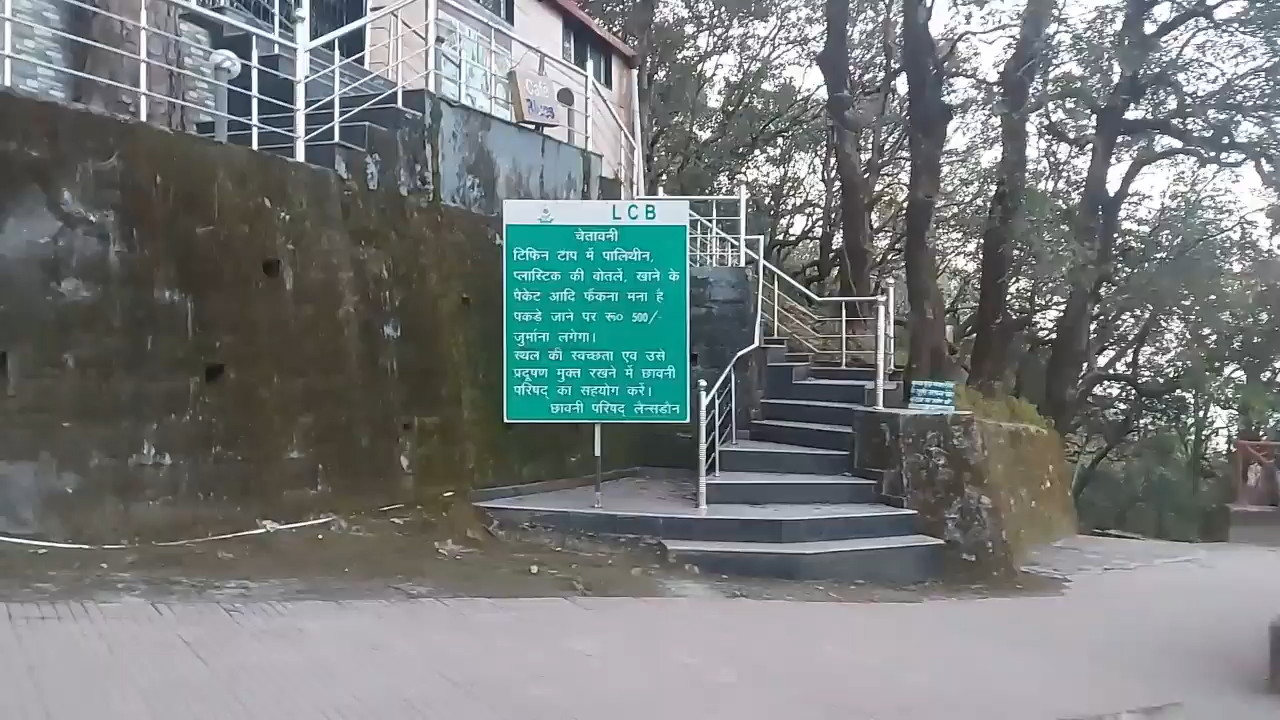 Cafe
LCB
चेतावनी
टिफिन टाप में पालिथीन,
प्लास्टिक की बोतलें, खाने के
पैकेट आदि फैंकना मना है
पकडे जाने पर रू० 500/-
जुर्माना लगेगा।
स्थल की स्वच्छता एव उसे
प्रदूषण मुक्त रखने में छावनी
परिषद् का सहयोग करें।
छावनी परिषद् लैन्सडौन